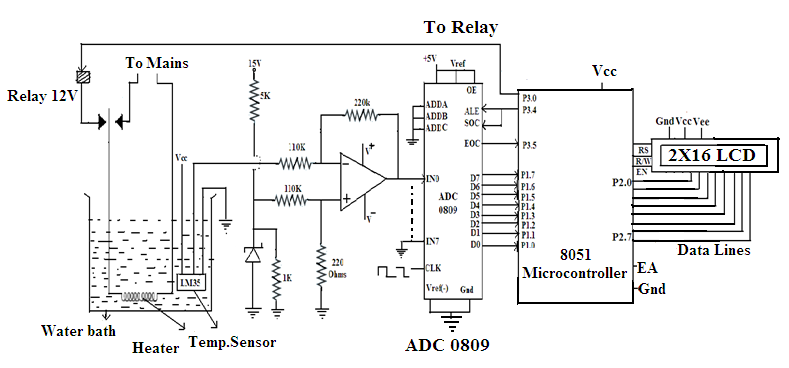 To Relay
To Mains
Relay 12V
15V
5K
220k
110K
110K
V+
V-
Vcc
1K
220
Ohms
LM35
Water bath
Heater
Temp.Sensor
+5V
Vref
OE
ADDA
ADDB
ADEC
ALE
SOC
EOC
IN0
D7
D6
D5
D4
D3
D2
D1
D0
ADC
0809
IN7
CLK
Vref(-)
Gnd
ADC 0809
Vcc
P3.0
P3.4
P3.5
P1.7
P1.6
P1.5
P1.4
P1.3
P1.2
P1.1
P1.0
P2.0
P2.7
8051
Microcontroller
EA
Gnd
Gnd Vcc Vee
RS
R/W
EN
2X16 LCD
Data Lines